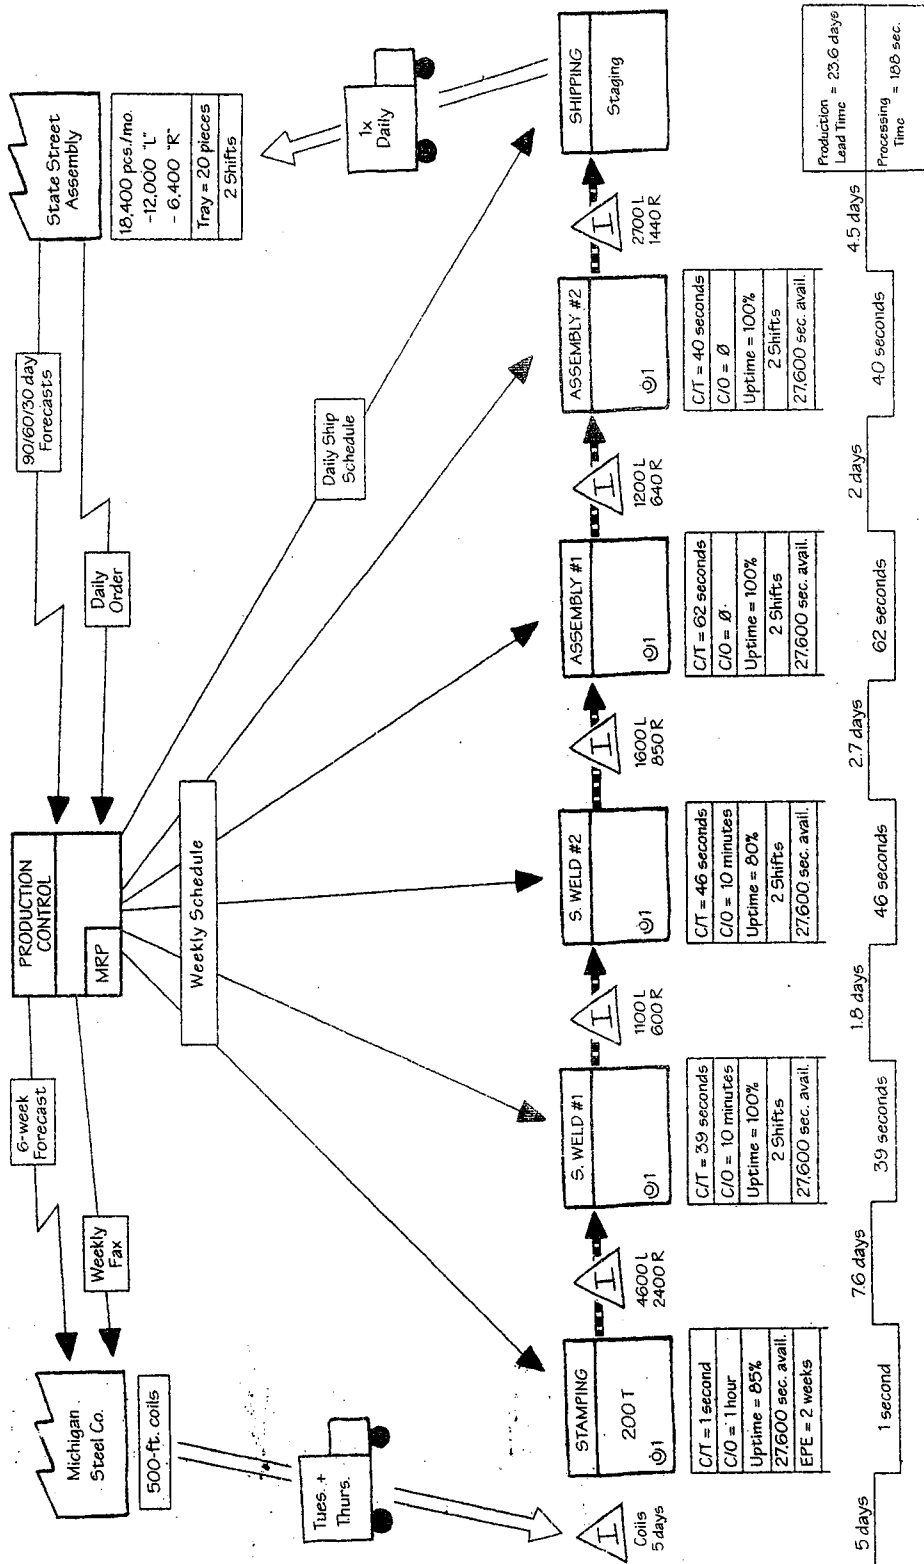 Michigan
Steel Co.
500-ft. coils
6-week
Forecast
Weekly
Fax
PRODUCTION
CONTROL
MRP
90/60/30 day
Forecasts
Daily
Order
State Street
Assembly
18,400 pcs./mo.
-12,000 "L"
- 6,400 "R"
Tray = 20 pieces
2 Shifts
Tues. +
Thurs.
Weekly Schedule
Daily Ship
Schedule
1x
Daily
I
Coils
5 days
STAMPING
200 T
1
C/T = 1 second
C/O = 1 hour
Uptime = 85%
27,600 sec. avail.
EPE = 2 weeks
I
4600 L
2400 R
S. WELD #1
1
C/T = 39 seconds
C/O = 10 minutes
Uptime = 100%
2 Shifts
27,600 sec. avail.
I
1100 L
600 R
S. WELD #2
1
C/T = 46 seconds
C/O = 10 minutes
Uptime = 80%
2 Shifts
27,600 sec. avail.
I
1600 L
850 R
ASSEMBLY #1
1
C/T = 62 seconds
C/O = Ø
Uptime = 100%
2 Shifts
27,600 sec. avail.
I
1200 L
640 R
ASSEMBLY #2
1
C/T = 40 seconds
C/O = Ø
Uptime = 100%
2 Shifts
27,600 sec. avail.
I
2700 L
1440 R
SHIPPING
Staging
5 days
1 second
7.6 days
39 seconds
1.8 days
46 seconds
2.7 days
62 seconds
2 days
40 seconds
4.5 days
Production
Lead Time = 23.6 days
Processing
Time = 188 sec.